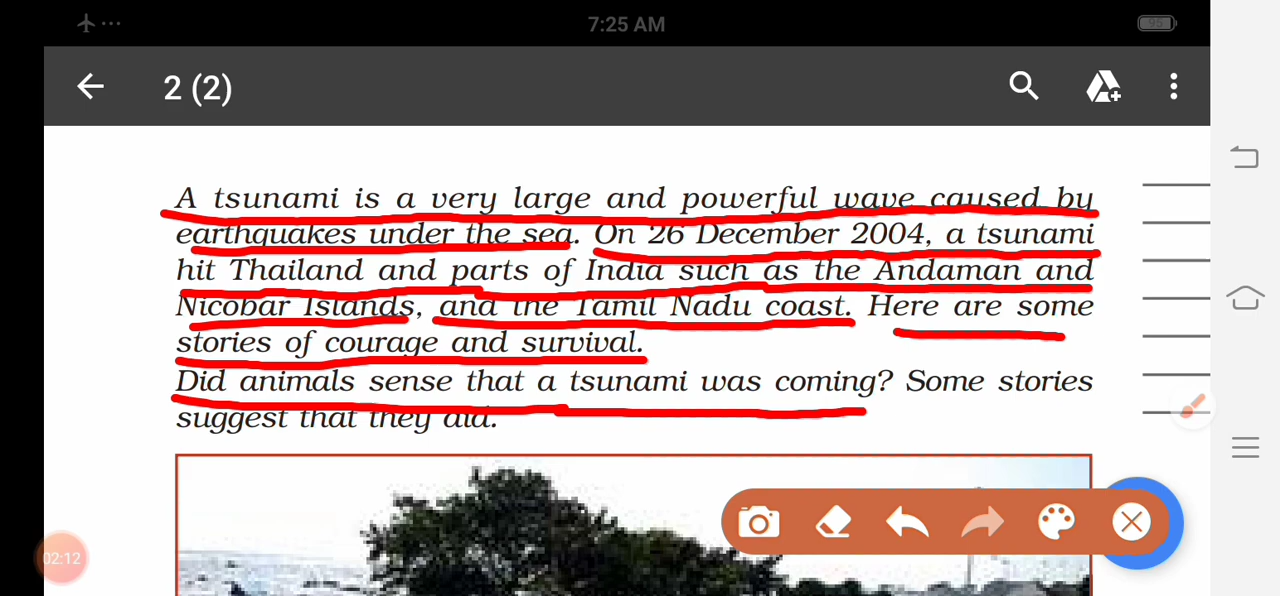 7:25 AM
95
2 (2)
A tsunami is a very large and powerful wave caused by
earthquakes under the sea. On 26 December 2004, a tsunami
hit Thailand and parts of India such as the Andaman and
Nicobar Islands, and the Tamil Nadu coast. Here are some
stories of courage and survival.
Did animals sense that a tsunami was coming? Some stories
suggest that they did.
02:12